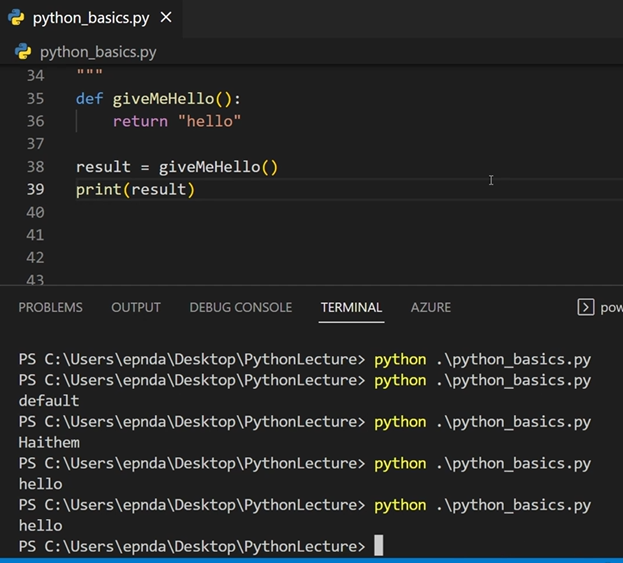 python_basics.py ×
python_basics.py
34 """
35 def giveMeHello():
36     return "hello"
37
38 result = giveMeHello()
39 print(result)
40
41
42
43
PROBLEMS OUTPUT DEBUG CONSOLE TERMINAL AZURE pow
PS C:\Users\epnda\Desktop\PythonLecture> python .\python_basics.py
PS C:\Users\epnda\Desktop\PythonLecture> python .\python_basics.py
default
PS C:\Users\epnda\Desktop\PythonLecture> python .\python_basics.py
Haithem
PS C:\Users\epnda\Desktop\PythonLecture> python .\python_basics.py
hello
PS C:\Users\epnda\Desktop\PythonLecture> python .\python_basics.py
hello
PS C:\Users\epnda\Desktop\PythonLecture>